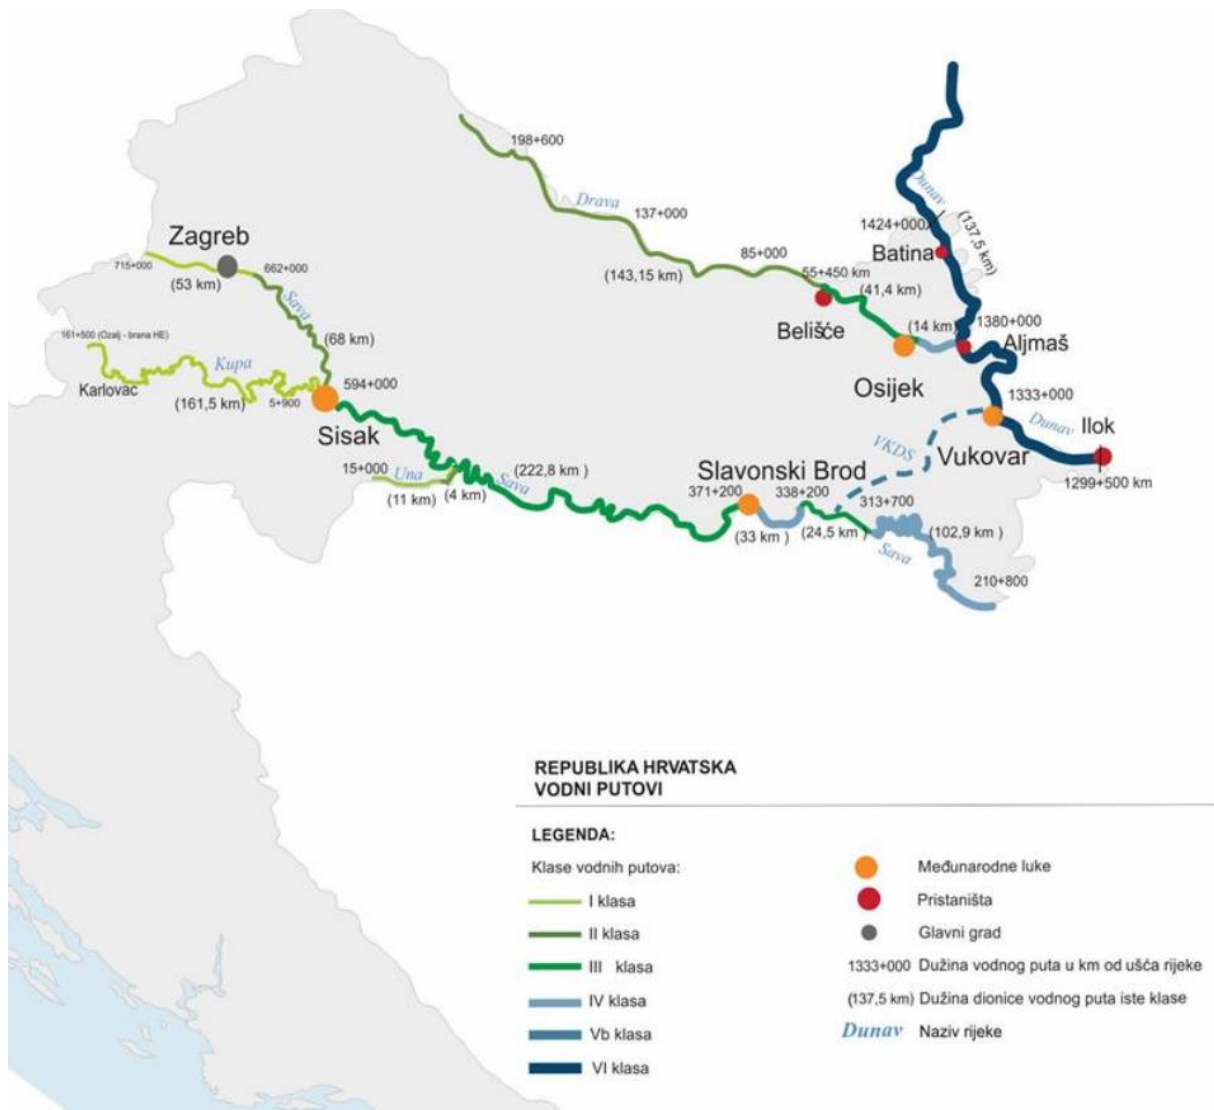 198+600
Drava
137+000
Dunav
1424+000
(137,5 km)
Zagreb
715+000
662+000
(53 km)
Sava
(143,15 km)
85+000
55+450 km
(41,4 km)
Batina
Belišće
(14 km)
1380+000
Aljmaš
161+500 (Ozalj - brana HE)
(68 km)
Kupa
Karlovac
(161,5 km)
5+900
594+000
Sisak
Osijek
1333+000
Dunav
Ilok
VKDS
Vukovar
1299+500 km
15+000
Una
(11 km)
(4 km)
Sava
(222,8 km )
Slavonski Brod
371+200
338+200
313+700
(33 km )
(24,5 km )
(102,9 km )
Sava
210+800
REPUBLIKA HRVATSKA
VODNI PUTOVI
LEGENDA:
Klase vodnih putova:
I klasa
II klasa
III klasa
IV klasa
Vb klasa
VI klasa
Međunarodne luke
Pristaništa
Glavni grad
1333+000 Dužina vodnog puta u km od ušća rijeke
(137,5 km) Dužina dionice vodnog puta iste klase
Dunav Naziv rijeke